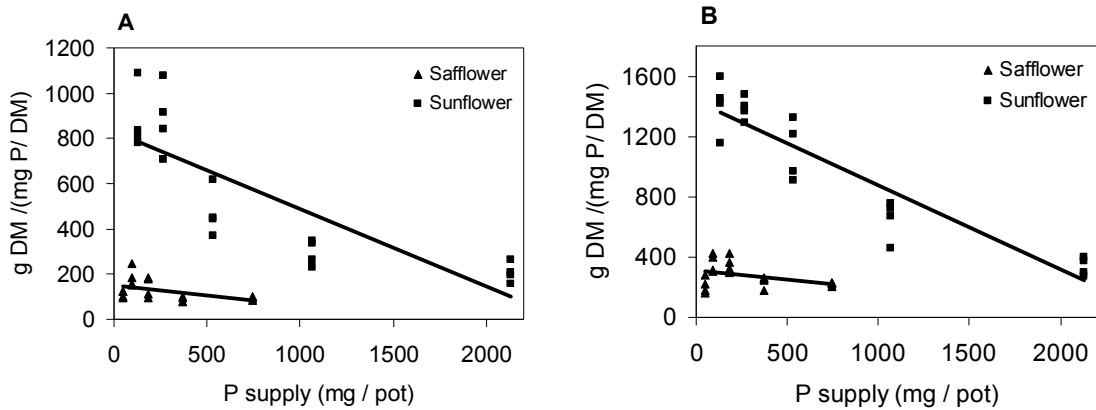 A
g DM /(mg P/ DM)
1200
1000
800
600
400
200
0
Safflower
Sunflower
0 500 1000 1500 2000
P supply (mg / pot)
B
g DM /(mg P/ DM)
1600
1200
800
400
0
Safflower
Sunflower
0 500 1000 1500 2000
P supply (mg / pot)